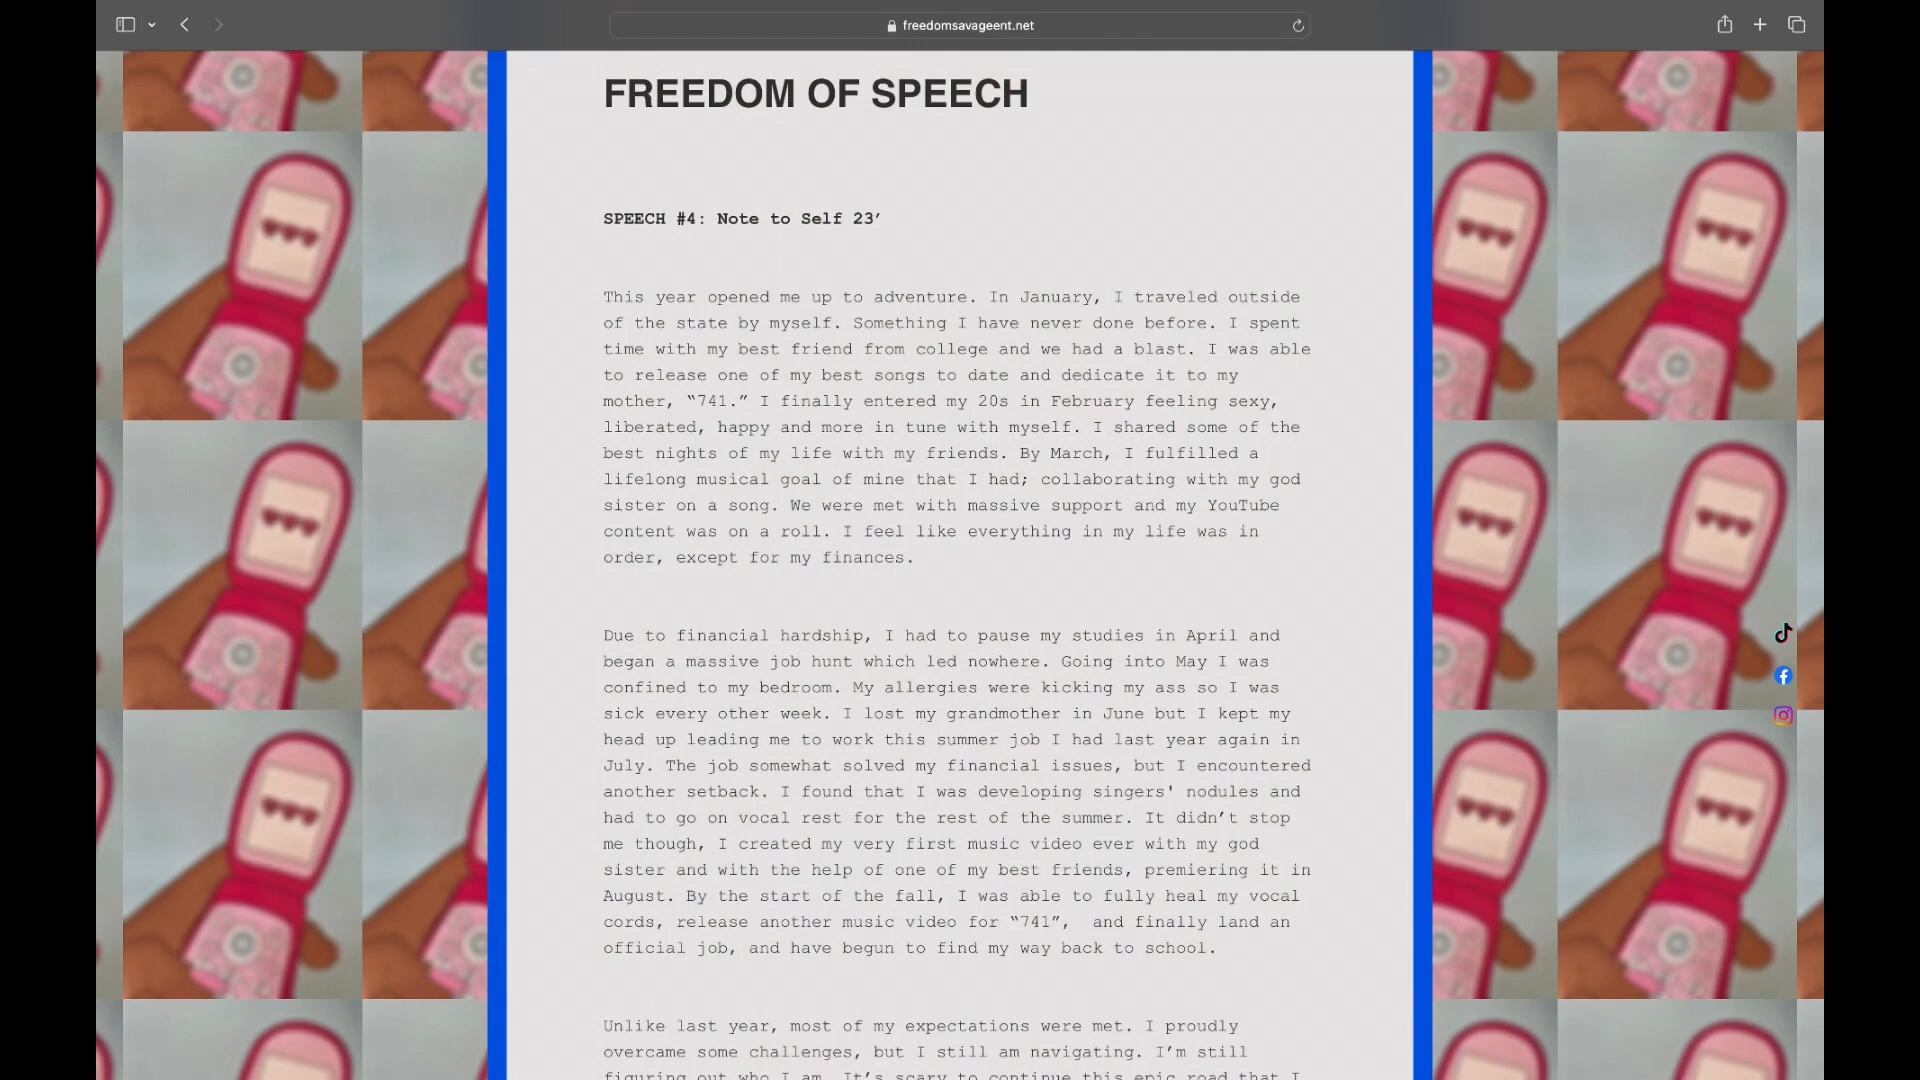 freedomsavageent.net
FREEDOM OF SPEECH
SPEECH #4: Note to Self 23’
This year opened me up to adventure. In January, I traveled outside
of the state by myself. Something I have never done before. I spent
time with my best friend from college and we had a blast. I was able
to release one of my best songs to date and dedicate it to my
mother, “741.” I finally entered my 20s in February feeling sexy,
liberated, happy and more in tune with myself. I shared some of the
best nights of my life with my friends. By March, I fulfilled a
lifelong musical goal of mine that I had; collaborating with my god
sister on a song. We were met with massive support and my YouTube
content was on a roll. I feel like everything in my life was in
order, except for my finances.
Due to financial hardship, I had to pause my studies in April and
began a massive job hunt which led nowhere. Going into May I was
confined to my bedroom. My allergies were kicking my ass so I was
sick every other week. I lost my grandmother in June but I kept my
head up leading me to work this summer job I had last year again in
July. The job somewhat solved my financial issues, but I encountered
another setback. I found that I was developing singers' nodules and
had to go on vocal rest for the rest of the summer. It didn’t stop
me though, I created my very first music video ever with my god
sister and with the help of one of my best friends, premiering it in
August. By the start of the fall, I was able to fully heal my vocal
cords, release another music video for “741”,  and finally land an
official job, and have begun to find my way back to school.
Unlike last year, most of my expectations were met. I proudly
overcame some challenges, but I still am navigating. I’m still
figuring out who I am. It’s scary to continue this epic road that I